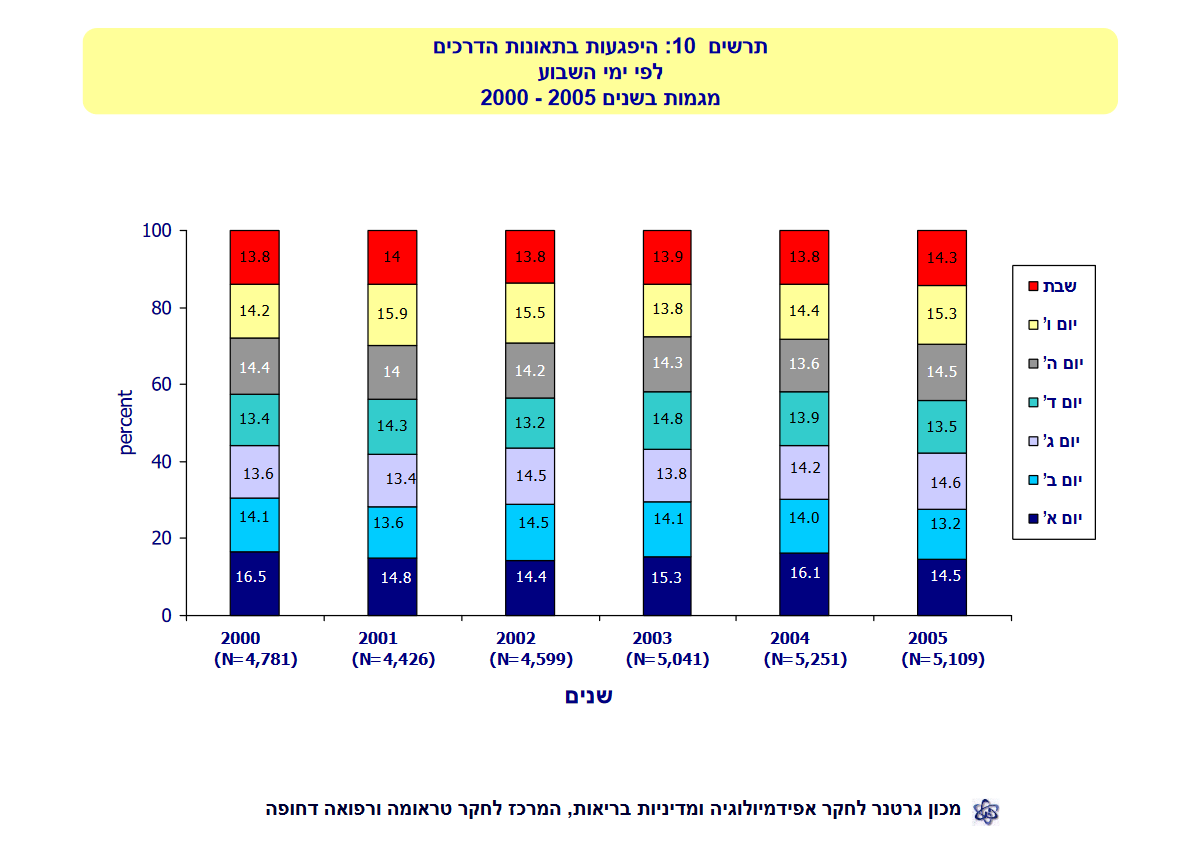 תרשים 10: היפגעות בתאונות הדרכים
לפי ימי השבוע
מגמות בשנים 2005 - 2000
percent
100
80
60
40
20
0
13.8 14 13.8 13.9 13.8 14.3
14.2 15.9 15.5 13.8 14.4 15.3
14.4 14 14.2 14.3 13.6 14.5
13.4 14.3 13.2 14.8 13.9 13.5
13.6 13.4 14.5 13.8 14.2 14.6
14.1 13.6 14.5 14.1 14.0 13.2
16.5 14.8 14.4 15.3 16.1 14.5
2000 2001 2002 2003 2004 2005
(N=4,781) (N=4,426) (N=4,599) (N=5,041) (N=5,251) (N=5,109)
שנים
שבת
יום ו'
יום ה'
יום ד'
יום ג'
יום ב'
יום א'
מכון גרטנר לחקר אפידמיולוגיה ומדיניות בריאות, המרכז לחקר טראומה ורפואה דחופה